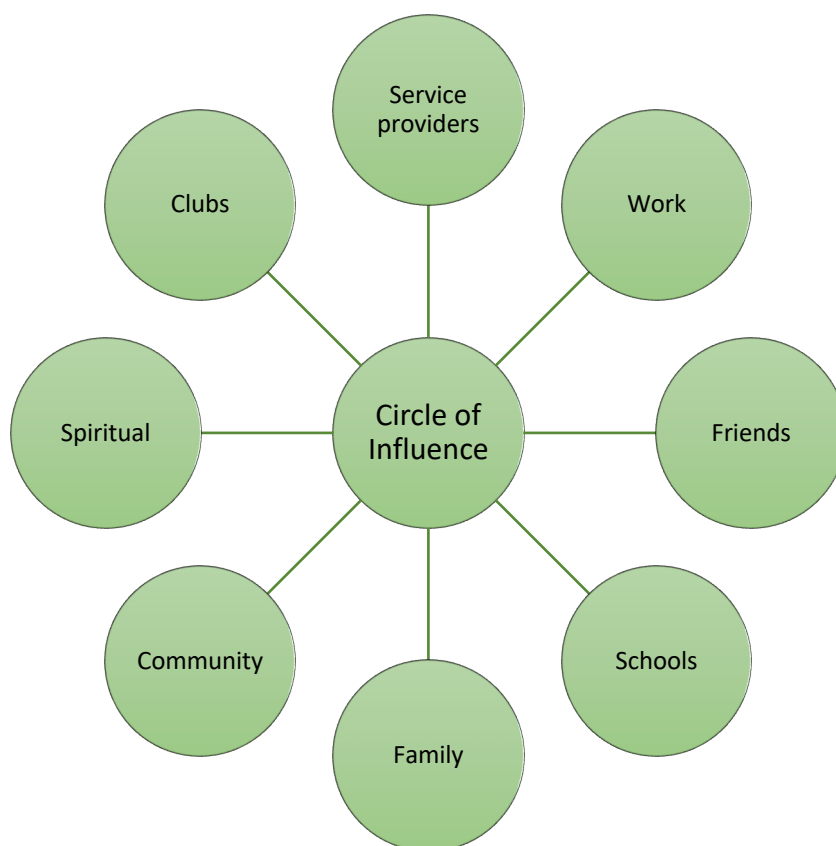 Service
providers
Clubs
Work
Spiritual
Circle of
Influence
Friends
Community
Schools
Family